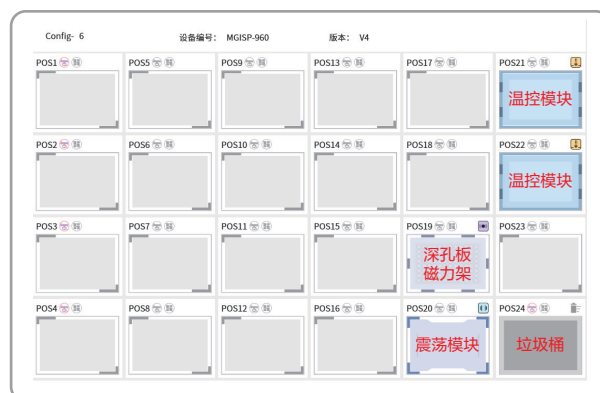 Config- 6 设备编号： MGISP-960 版本： V4
POS1 POS5 POS9 POS13 POS17 POS21
温控模块
POS2 POS6 POS10 POS14 POS18 POS22
温控模块
POS3 POS7 POS11 POS15 POS19 POS23
深孔板
磁力架
POS4 POS8 POS12 POS16 POS20 POS24
震荡模块 垃圾桶